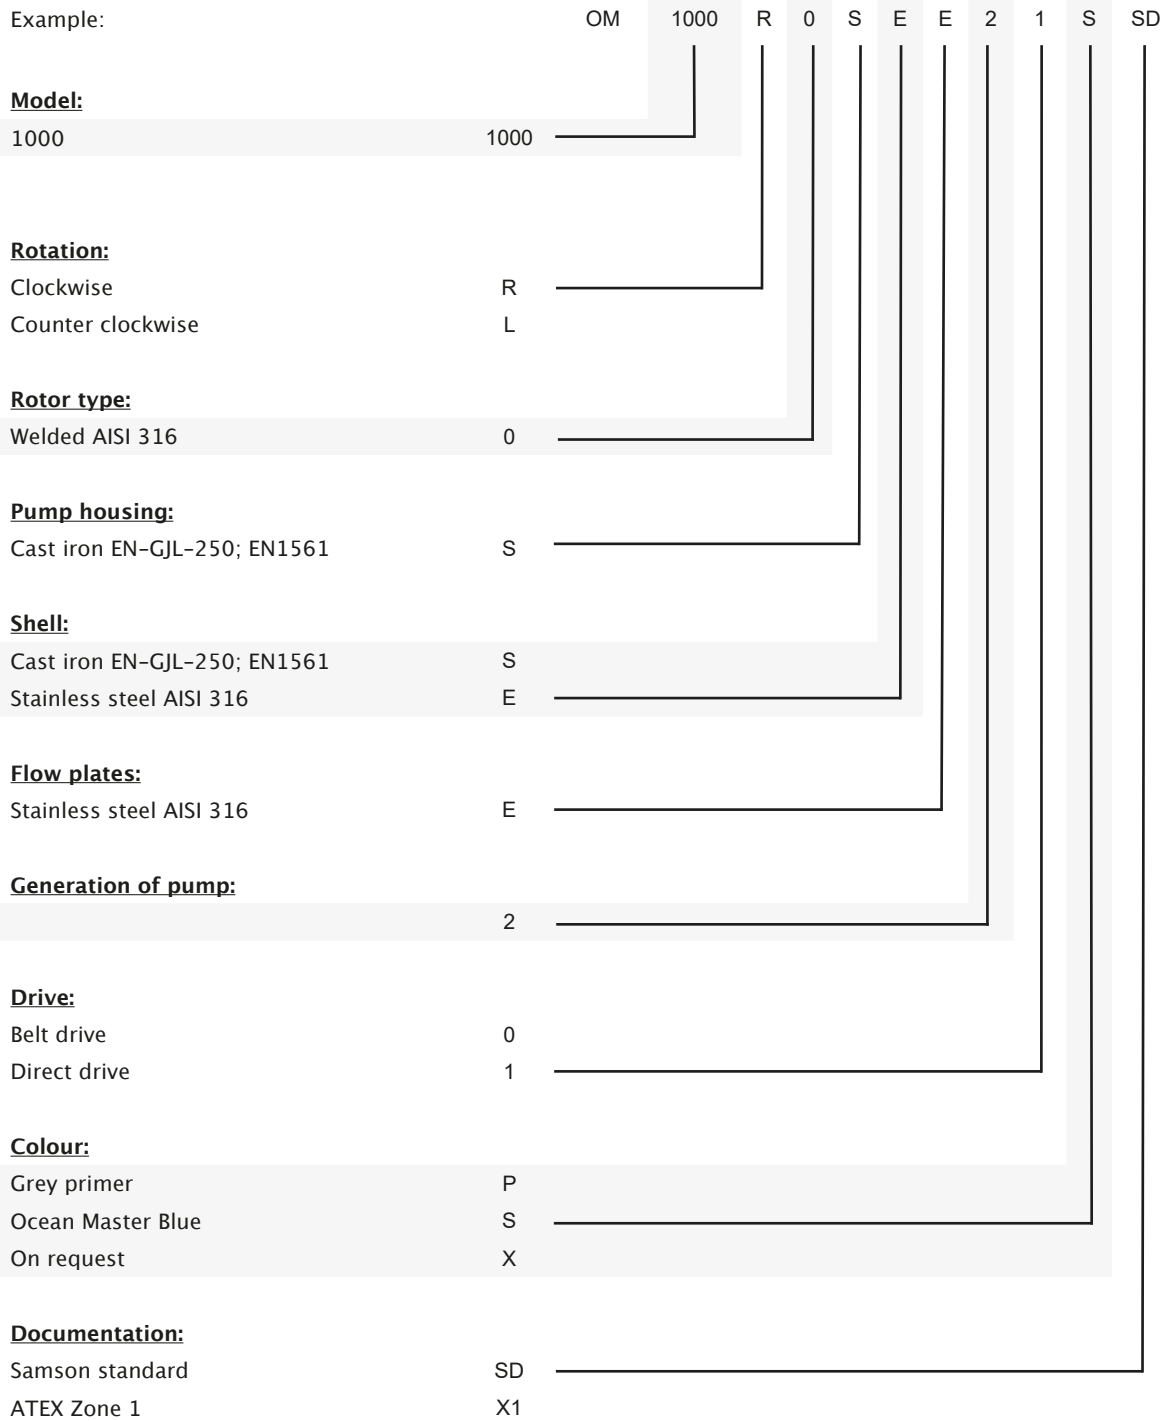 Example: OM 1000 R 0 S E E 2 1 S SD
Model:
1000 1000
Rotation:
Clockwise R
Counter clockwise L
Rotor type:
Welded AISI 316 0
Pump housing:
Cast iron EN-GJL-250; EN1561 S
Shell:
Cast iron EN-GJL-250; EN1561 S
Stainless steel AISI 316 E
Flow plates:
Stainless steel AISI 316 E
Generation of pump:
2
Drive:
Belt drive 0
Direct drive 1
Colour:
Grey primer P
Ocean Master Blue S
On request X
Documentation:
Samson standard SD
ATEX Zone 1 X1